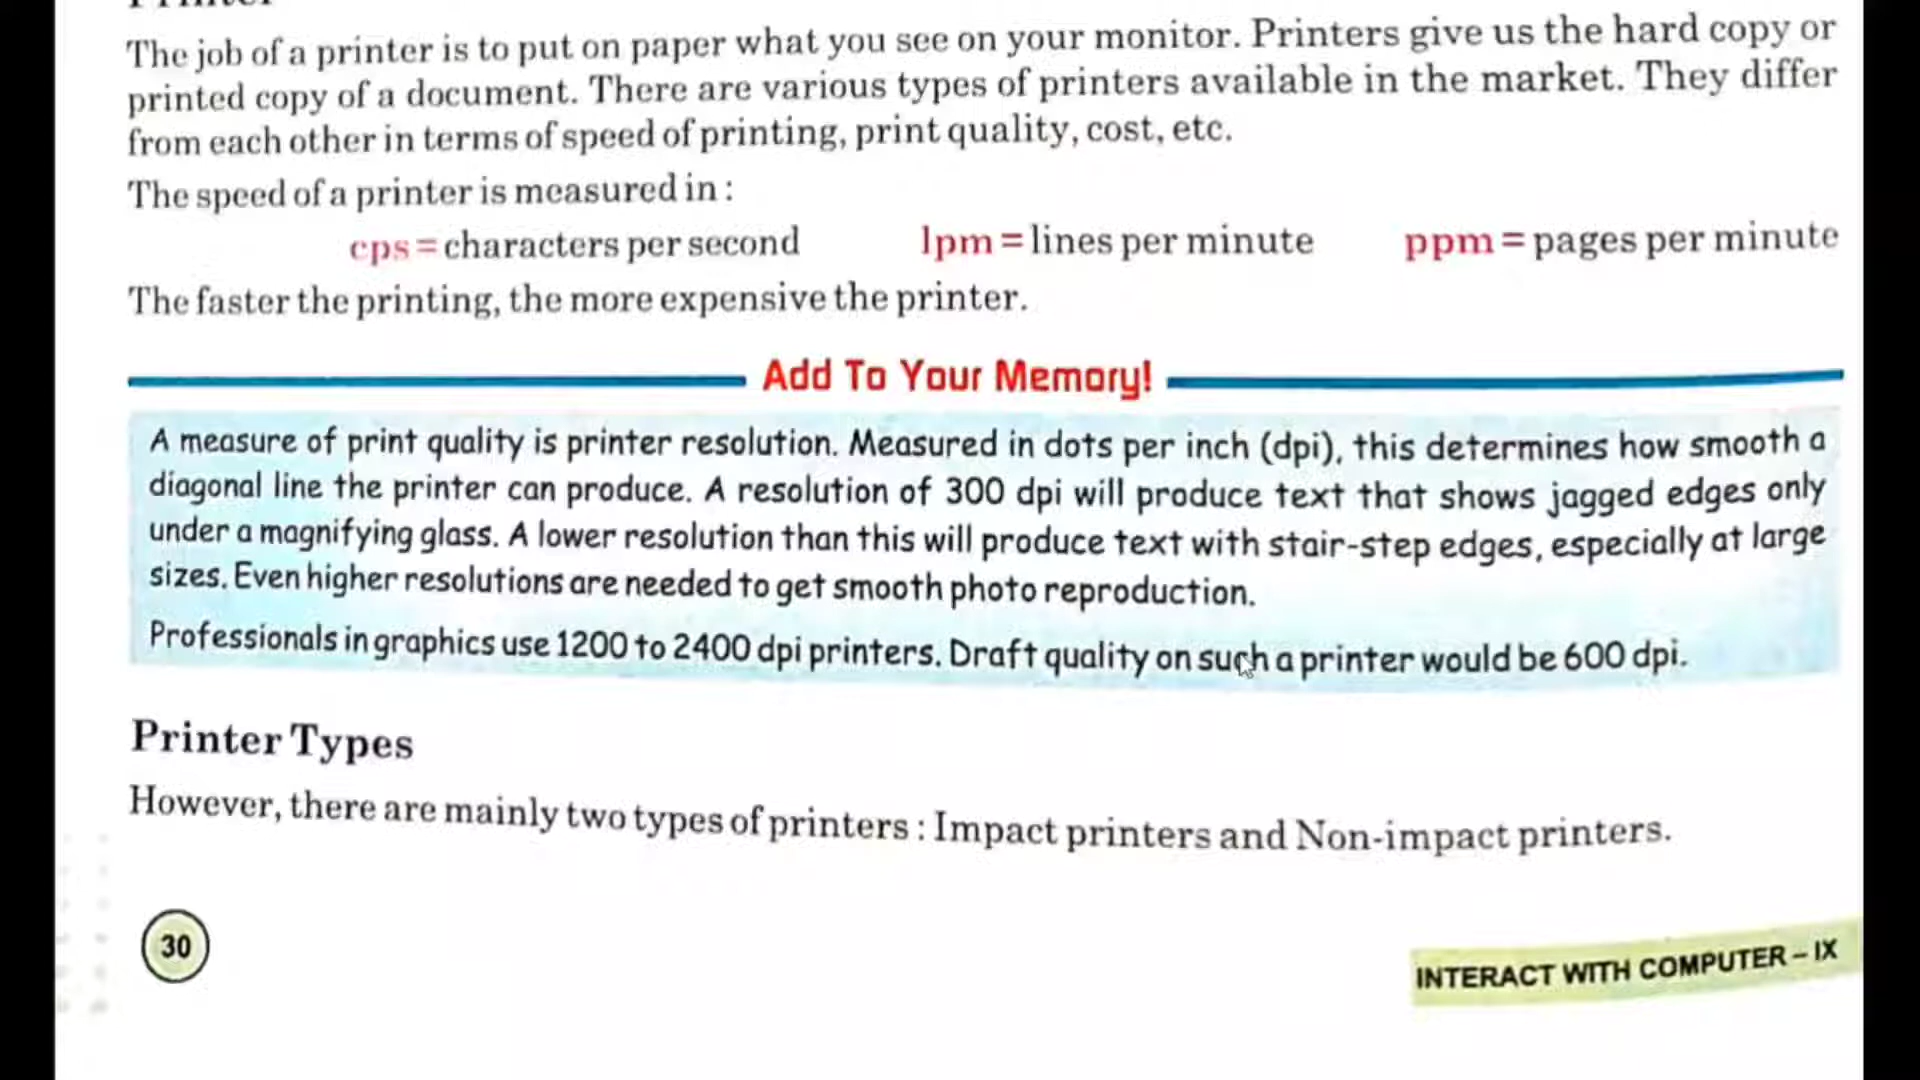 Printer
The job of a printer is to put on paper what you see on your monitor. Printers give us the hard copy or
printed copy of a document. There are various types of printers available in the market. They differ
from each other in terms of speed of printing, print quality, cost, etc.
The speed of a printer is measured in :
cps = characters per second lpm = lines per minute ppm = pages per minute
The faster the printing, the more expensive the printer.
Add To Your Memory!
A measure of print quality is printer resolution. Measured in dots per inch (dpi), this determines how smooth a
diagonal line the printer can produce. A resolution of 300 dpi will produce text that shows jagged edges only
under a magnifying glass. A lower resolution than this will produce text with stair-step edges, especially at large
sizes. Even higher resolutions are needed to get smooth photo reproduction.
Professionals in graphics use 1200 to 2400 dpi printers. Draft quality on such a printer would be 600 dpi.
Printer Types
However, there are mainly two types of printers : Impact printers and Non-impact printers.
30
INTERACT WITH COMPUTER – IX